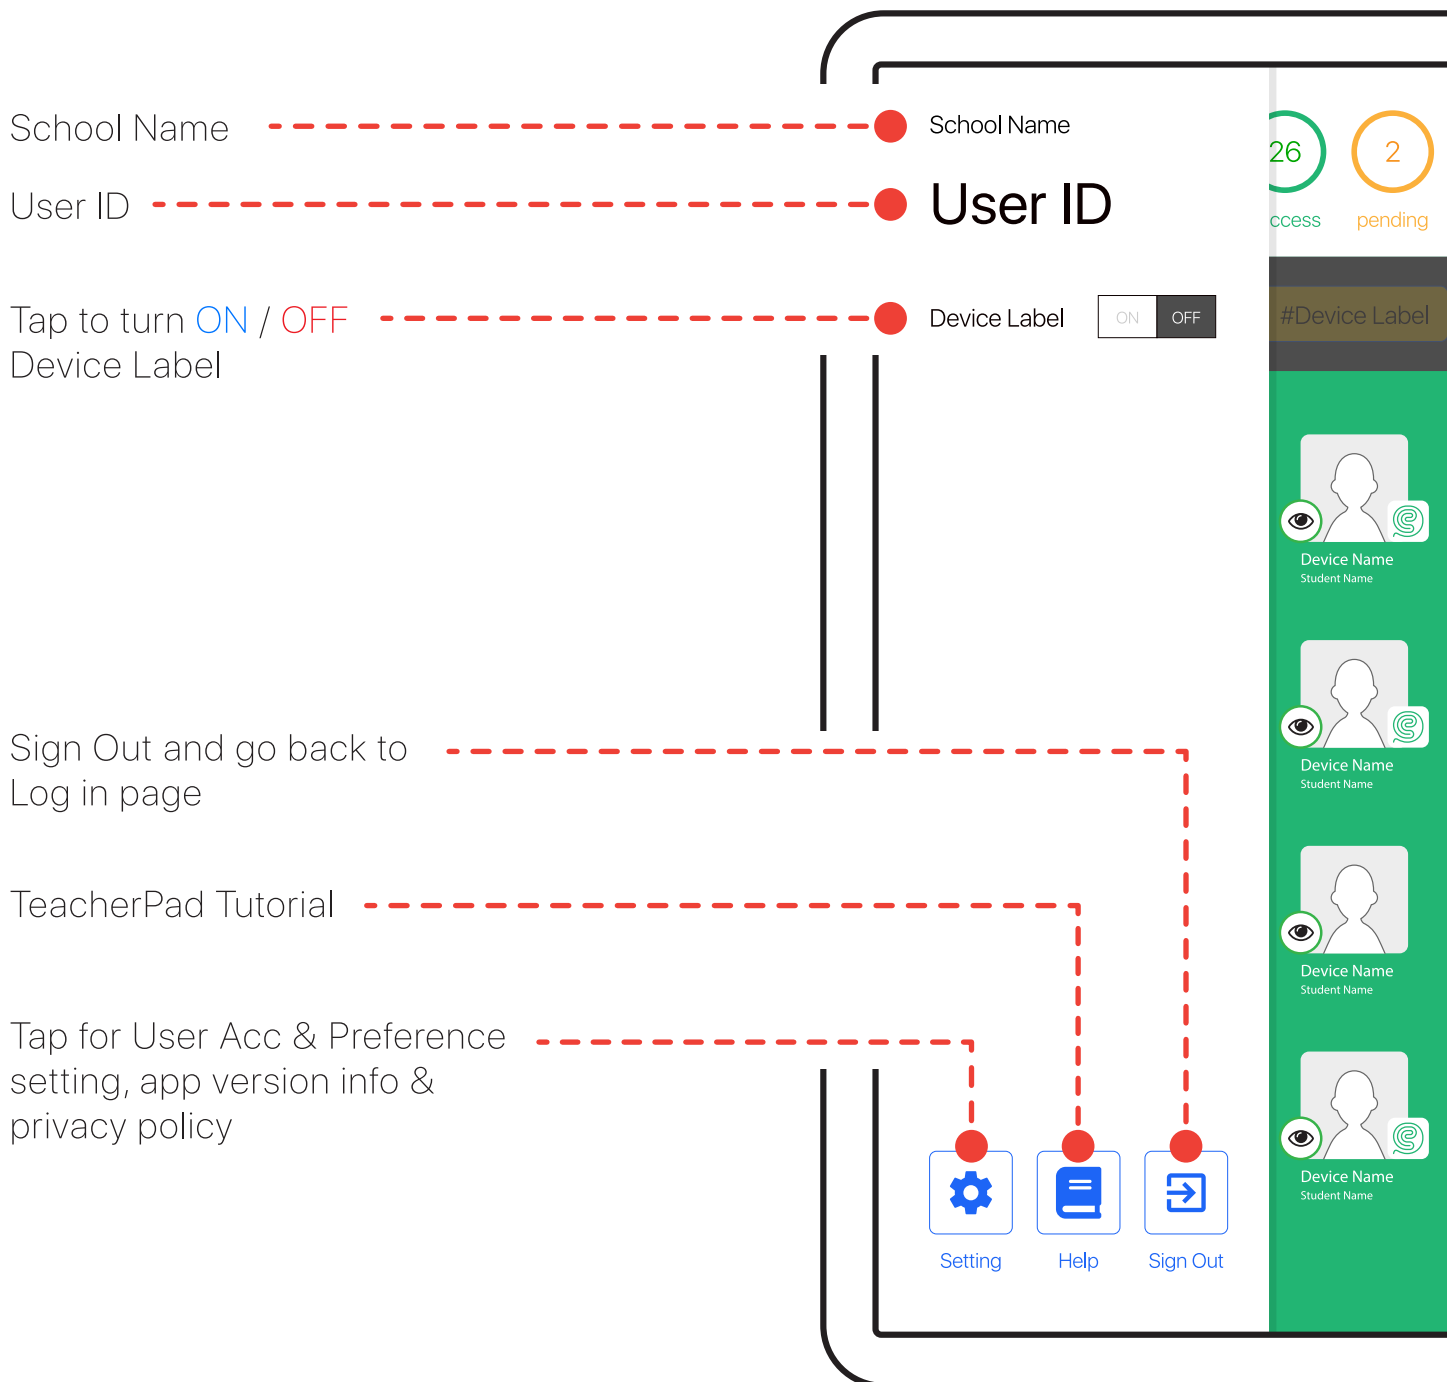 School Name
User ID
Tap to turn ON / OFF
Device Label
Sign Out and go back to
Log in page
TeacherPad Tutorial
Tap for User Acc & Preference
setting, app version info &
privacy policy
School Name
User ID
Device Label
ON
OFF
Setting
Help
Sign Out
26
2
ccess
pending
#Device Label
Device Name
Student Name
Device Name
Student Name
Device Name
Student Name
Device Name
Student Name